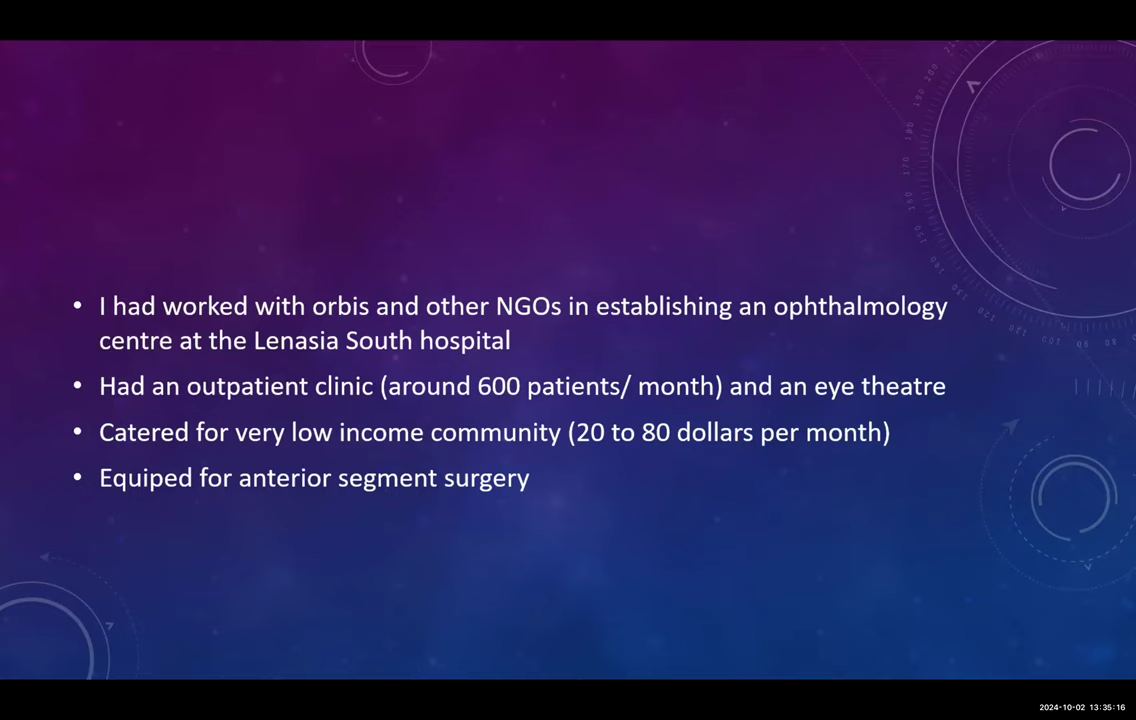 • I had worked with orbis and other NGOs in establishing an ophthalmology
centre at the Lenasia South hospital
• Had an outpatient clinic (around 600 patients/ month) and an eye theatre
• Catered for very low income community (20 to 80 dollars per month)
• Equiped for anterior segment surgery
2024-10-02 13:35:16